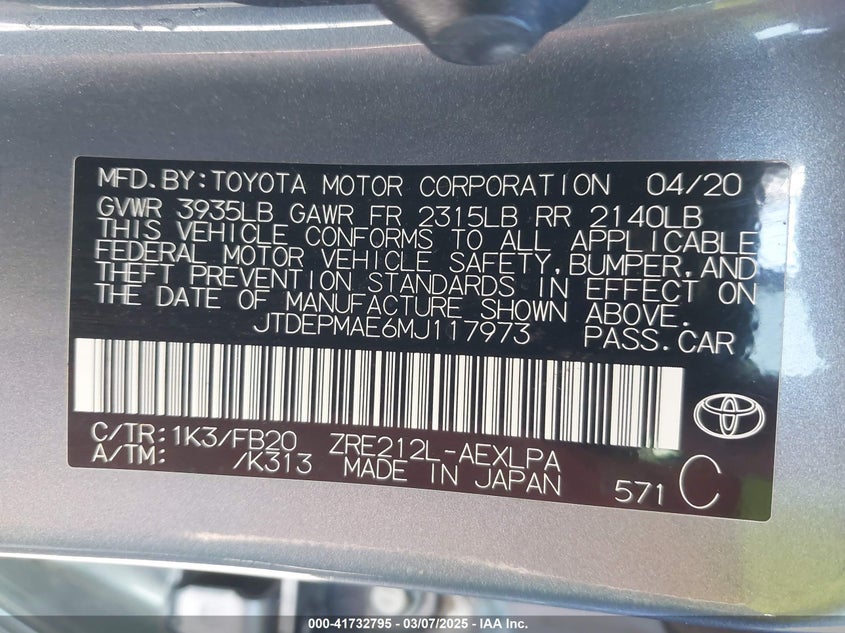 MFD.BY:TOYOTA MOTOR CORPORATION 04/20
GVWR 3935LB GAWR FR 2315LB RR 2140LB
THIS VEHICLE CONFORMS TO ALL APPLICABLE
FEDERAL MOTOR VEHICLE SAFETY,BUMPER,AND
THEFT PREVENTION STANDARDS IN EFFECT ON
THE DATE OF MANUFACTURE SHOWN ABOVE.
JTDEPMAE6MJ117973 PASS.CAR
C/TR:1K3/FB20 ZRE212L-AEXLPA
A/TM: /K313 MADE IN JAPAN 571 C
000-41732795 - 03/07/2025 - IAA Inc.